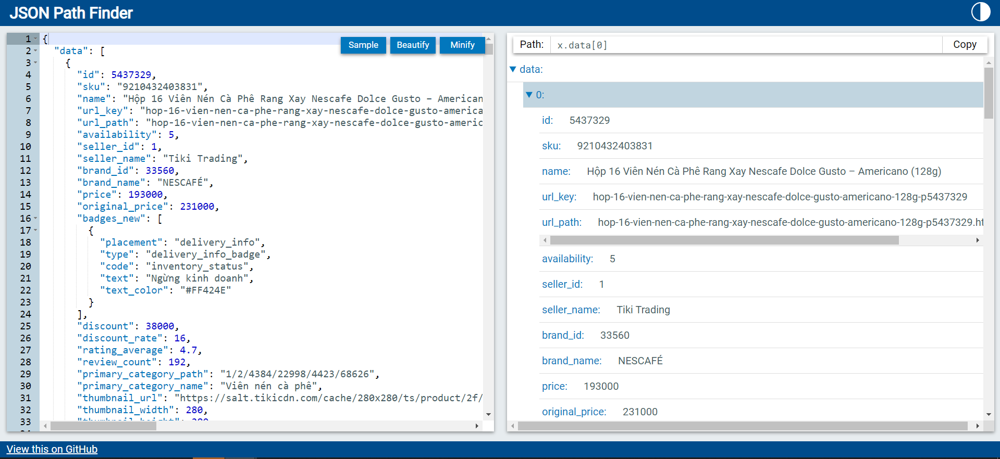 JSON Path Finder
Sample
Beautify
Minify
1 {
2 "data": [
3 {
4 "id": 5437329,
5 "sku": "9210432403831",
6 "name": "Hộp 16 Viên Nén Cà Phê Rang Xay Nescafe Dolce Gusto – American
7 "url_key": "hop-16-vien-nen-ca-phe-rang-xay-nescafe-dolce-gusto-america
8 "url_path": "hop-16-vien-nen-ca-phe-rang-xay-nescafe-dolce-gusto-americ
9 "availability": 5,
10 "seller_id": 1,
11 "seller_name": "Tiki Trading",
12 "brand_id": 33560,
13 "brand_name": "NESCAFÉ",
14 "price": 193000,
15 "original_price": 231000,
16 "badges_new": [
17 {
18 "placement": "delivery_info",
19 "type": "delivery_info_badge",
20 "code": "inventory_status",
21 "text": "Ngừng kinh doanh",
22 "text_color": "#FF424E"
23 }
24 ],
25 "discount": 38000,
26 "discount_rate": 16,
27 "rating_average": 4.7,
28 "review_count": 192,
29 "primary_category_path": "1/2/4384/22998/4423/68626",
30 "primary_category_name": "Viên nén cà phê",
31 "thumbnail_url": "https://salt.tikicdn.com/cache/280x280/ts/product/2f/
32 "thumbnail_width": 280,
33
Path: x.data[0] Copy
data:
0:
id: 5437329
sku: 9210432403831
name: Hộp 16 Viên Nén Cà Phê Rang Xay Nescafe Dolce Gusto – Americano (128g)
url_key: hop-16-vien-nen-ca-phe-rang-xay-nescafe-dolce-gusto-americano-128g-p5437329
url_path: hop-16-vien-nen-ca-phe-rang-xay-nescafe-dolce-gusto-americano-128g-p5437329.ht
availability: 5
seller_id: 1
seller_name: Tiki Trading
brand_id: 33560
brand_name: NESCAFÉ
price: 193000
original_price: 231000
View this on GitHub